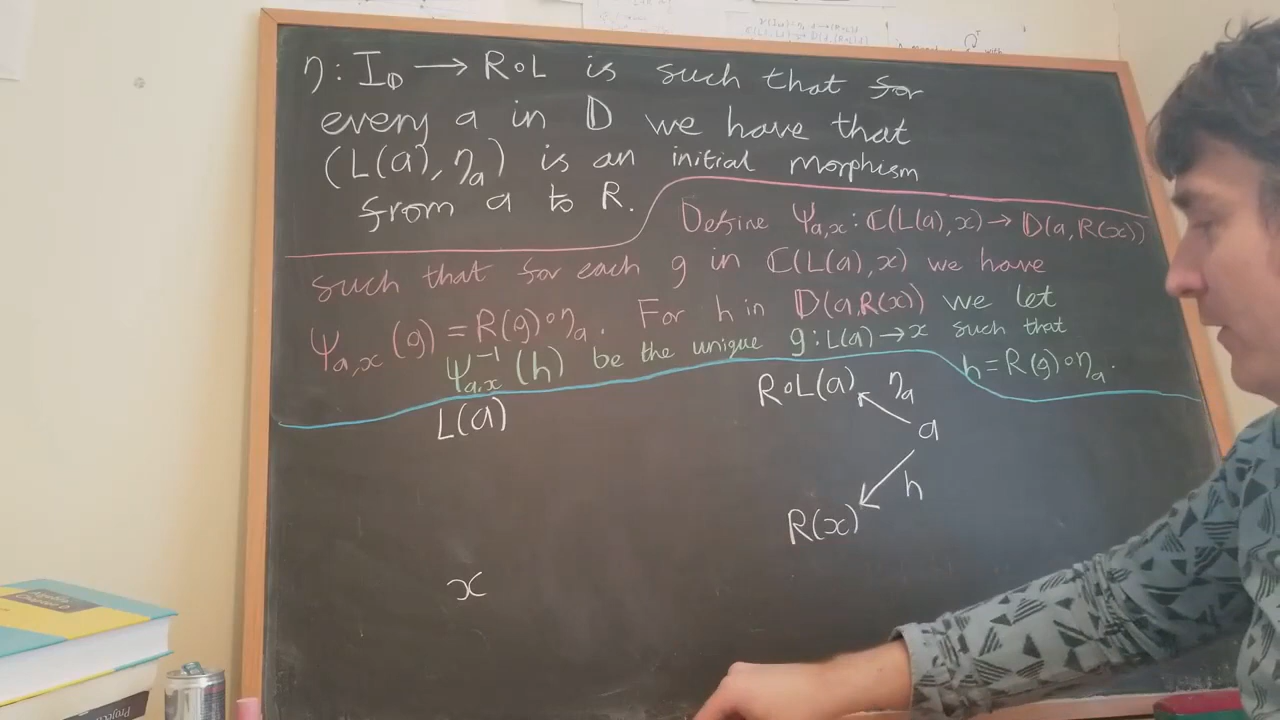 η: I_𝔻 → R∘L is such that for
every a in 𝔻 we have that
(L(a), η_a) is an initial morphism
from a to R.
Define Ψ_{a,x}: ℂ(L(a), x) → 𝔻(a, R(x))
such that for each g in ℂ(L(a), x) we have
Ψ_{a,x}(g) = R(g)∘η_a. For h in 𝔻(a, R(x)) we let
Ψ_{a,x}^{-1}(h) be the unique g: L(a) → x such that
h = R(g)∘η_a.
L(a)
R∘L(a) η_a
a
h
R(x)
x